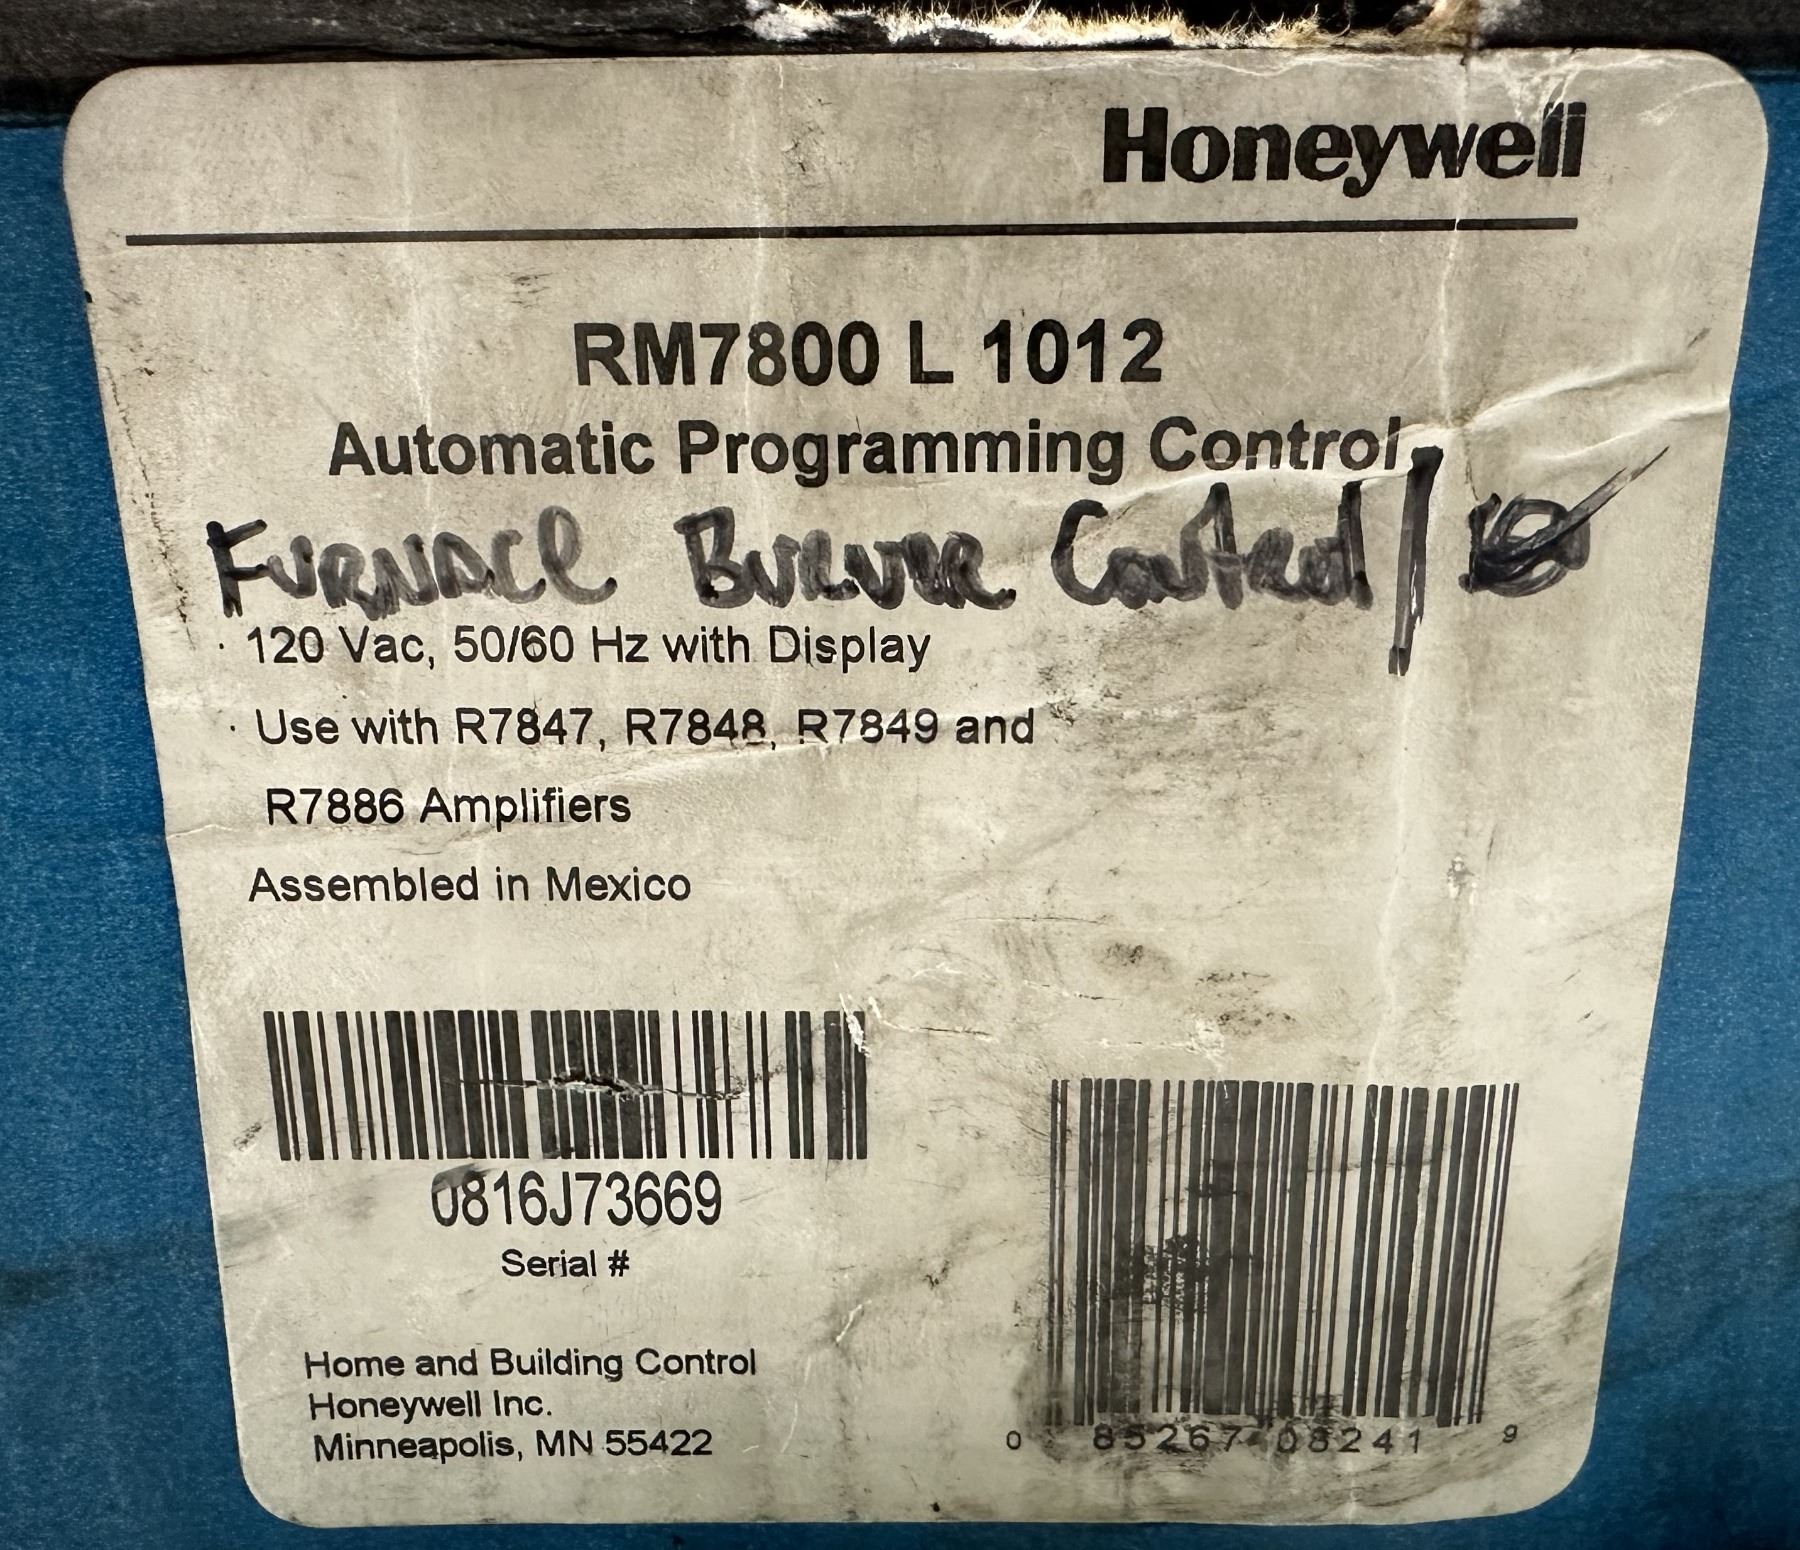 Honeywell
RM7800 L 1012
Automatic Programming Control
FURNACE BURNER Control /
· 120 Vac, 50/60 Hz with Display
· Use with R7847, R7848, R7849 and
R7886 Amplifiers
Assembled in Mexico
0816J73669
Serial #
Home and Building Control
Honeywell Inc.
Minneapolis, MN 55422
0 85267 08241 9